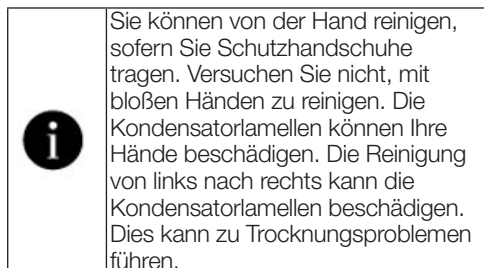 Sie können von der Hand reinigen,
sofern Sie Schutzhandschuhe
tragen. Versuchen Sie nicht, mit
bloßen Händen zu reinigen. Die
Kondensatorlamellen können Ihre
Hände beschädigen. Die Reinigung
von links nach rechts kann die
Kondensatorlamellen beschädigen.
Dies kann zu Trocknungsproblemen
führen.